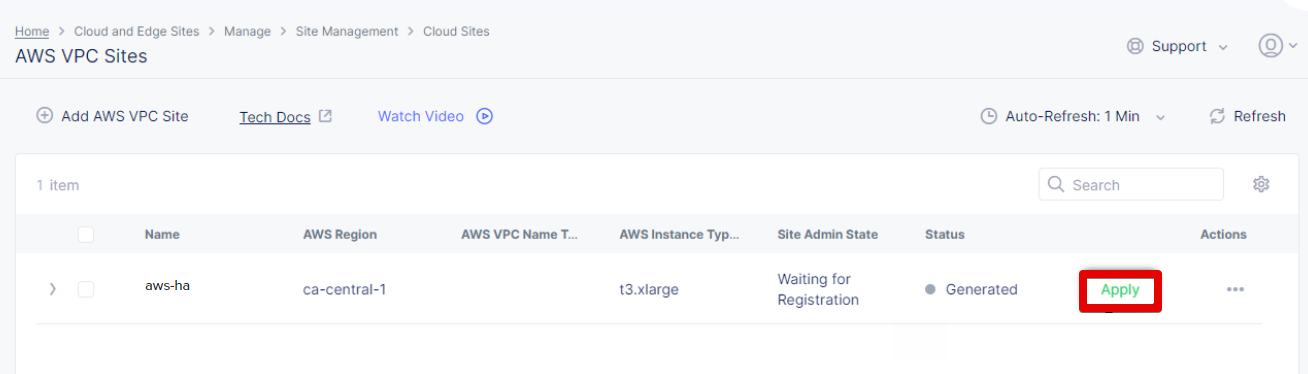 Home > Cloud and Edge Sites > Manage > Site Management > Cloud Sites
AWS VPC Sites
Support
Add AWS VPC Site Tech Docs Watch Video Auto-Refresh: 1 Min Refresh
1 item Search
Name AWS Region AWS VPC Name T... AWS Instance Typ... Site Admin State Status Actions
aws-ha ca-central-1 t3.xlarge Waiting for Generated Apply
Registration